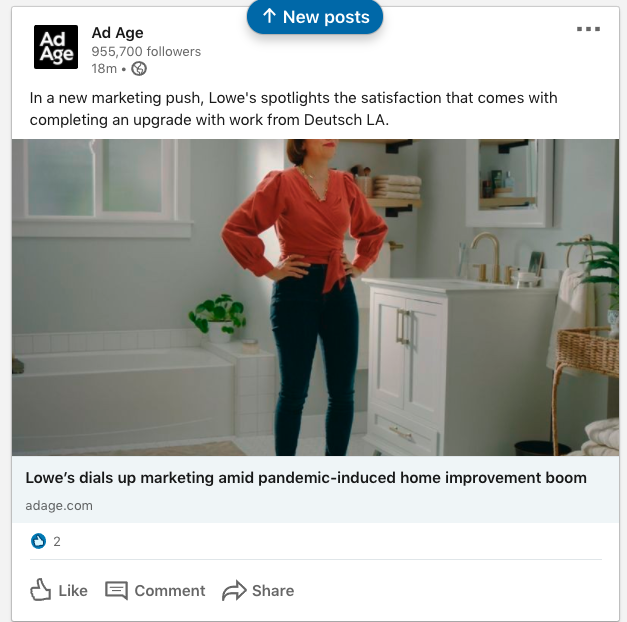 ↑ New posts
Ad
Age
Ad Age
955,700 followers
18m •
In a new marketing push, Lowe's spotlights the satisfaction that comes with
completing an upgrade with work from Deutsch LA.
Lowe’s dials up marketing amid pandemic-induced home improvement boom
adage.com
2
Like Comment Share